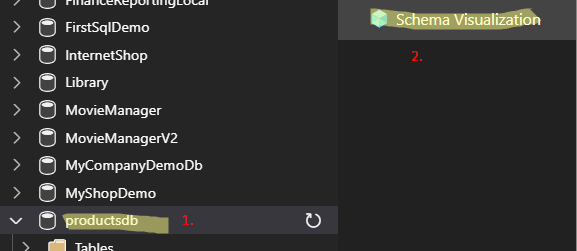 FinanceReportingLocal
FirstSqlDemo
InternetShop
Library
MovieManager
MovieManagerV2
MyCompanyDemoDb
MyShopDemo
productsdb 1.
Tables
Schema Visualization
2.